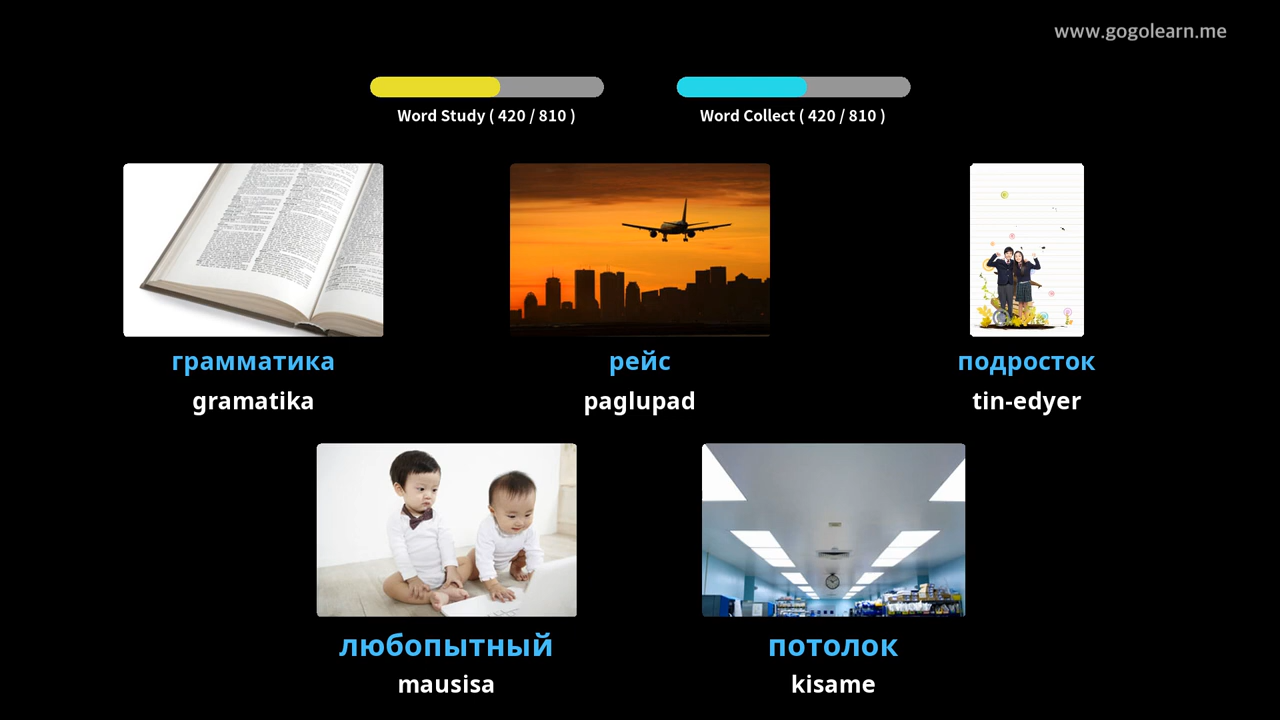 www.gogolearn.me
Word Study ( 420 / 810 )
Word Collect ( 420 / 810 )
грамматика
gramatika
рейс
paglupad
подросток
tin-edyer
любопытный
mausisa
потолок
kisame